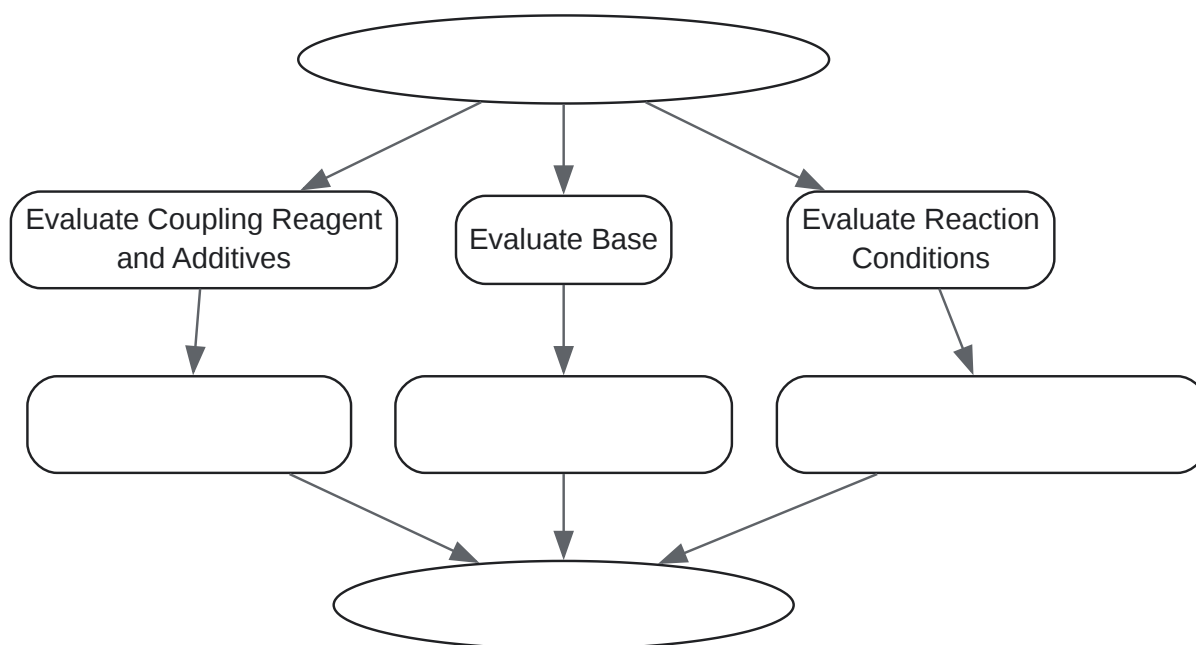 Evaluate Coupling Reagent
and Additives
Evaluate Base
Evaluate Reaction
Conditions